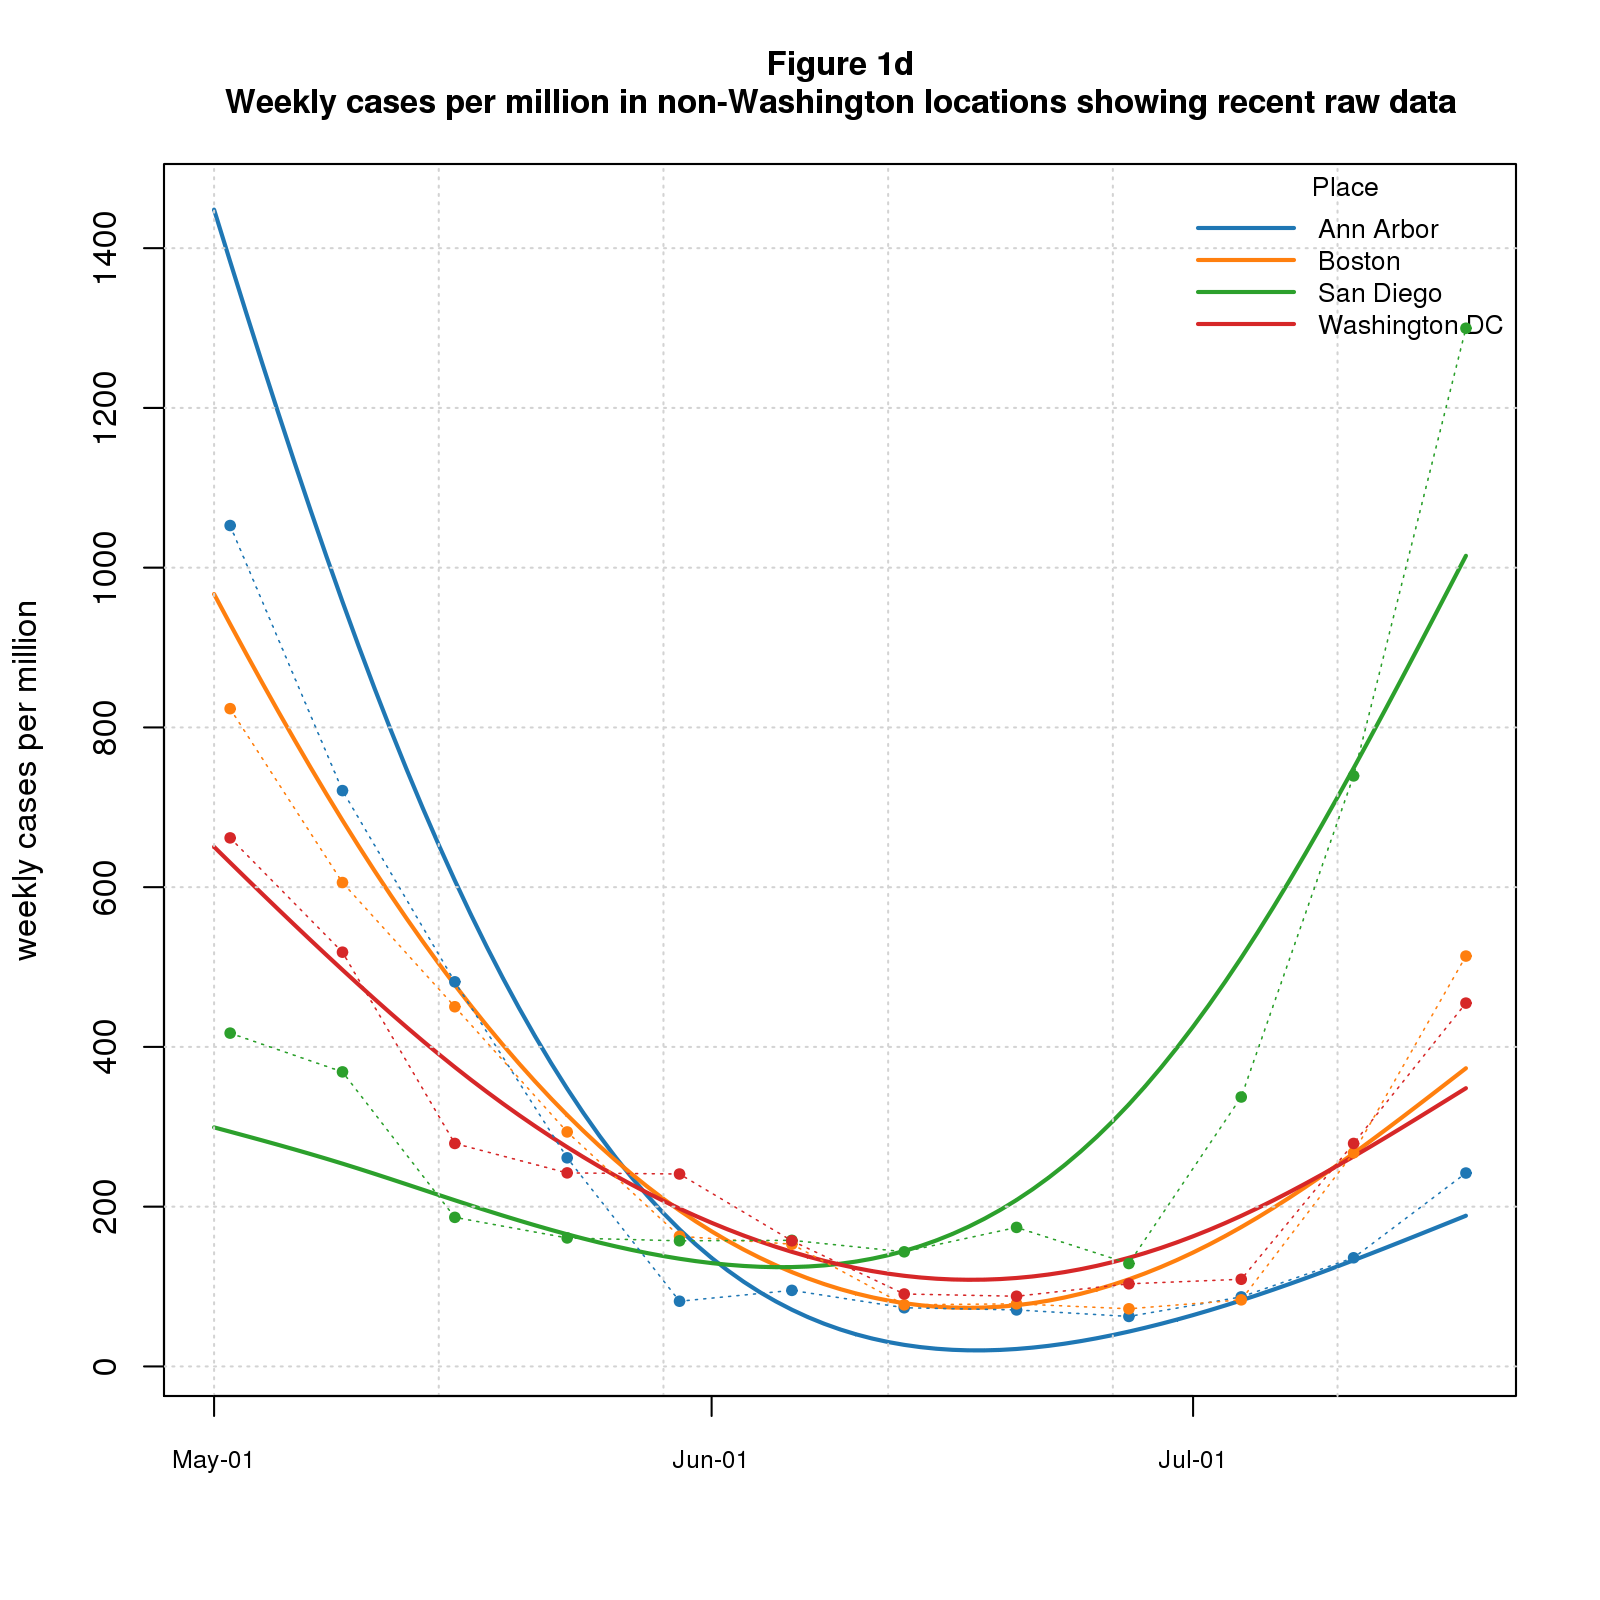 Figure 1d
Weekly cases per million in non-Washington locations showing recent raw data
Place
Ann Arbor
Boston
San Diego
Washington DC
weekly cases per million
1400
1200
1000
800
600
400
200
0
May-01
Jun-01
Jul-01